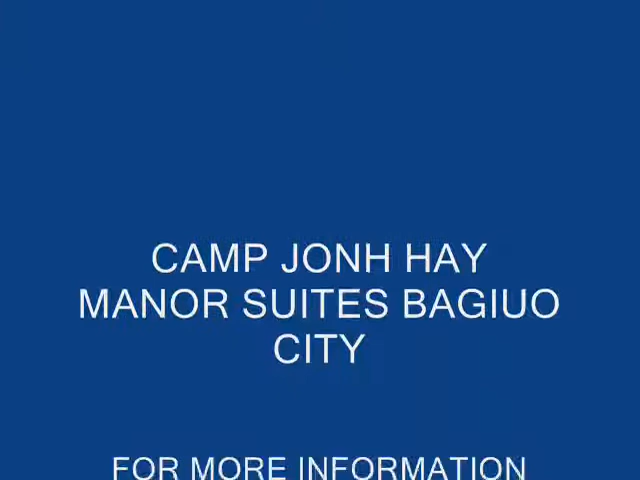 CAMP JONH HAY
MANOR SUITES BAGIUO
CITY
FOR MORE INFORMATION